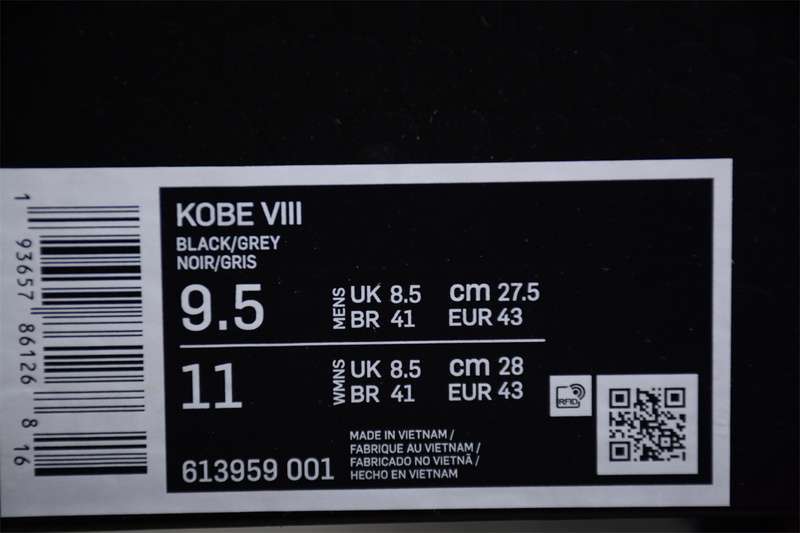 KOBE VIII
BLACK/GREY
NOIR/GRIS
9.5
MENS
UK 8.5 cm 27.5
BR 41 EUR 43
11
WMNS
UK 8.5 cm 28
BR 41 EUR 43
RFID
613959 001
MADE IN VIETNAM /
FABRIQUE AU VIETNAM /
FABRICADO NO VIETNÃ /
HECHO EN VIETNAM
1 93657 86126 8 16